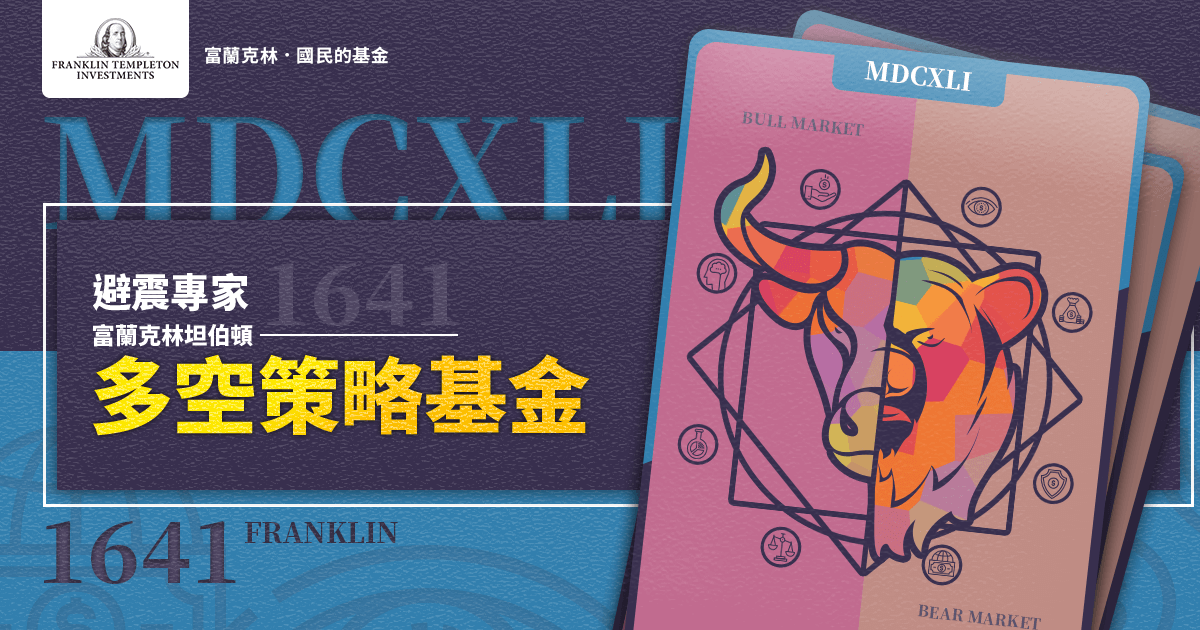 FRANKLIN TEMPLETON
INVESTMENTS
富蘭克林．國民的基金
MDCXLI
MDCXLI
BULL MARKET
1641
避震專家
富蘭克林坦伯頓
多空策略基金
1641 FRANKLIN
BEAR MARKET